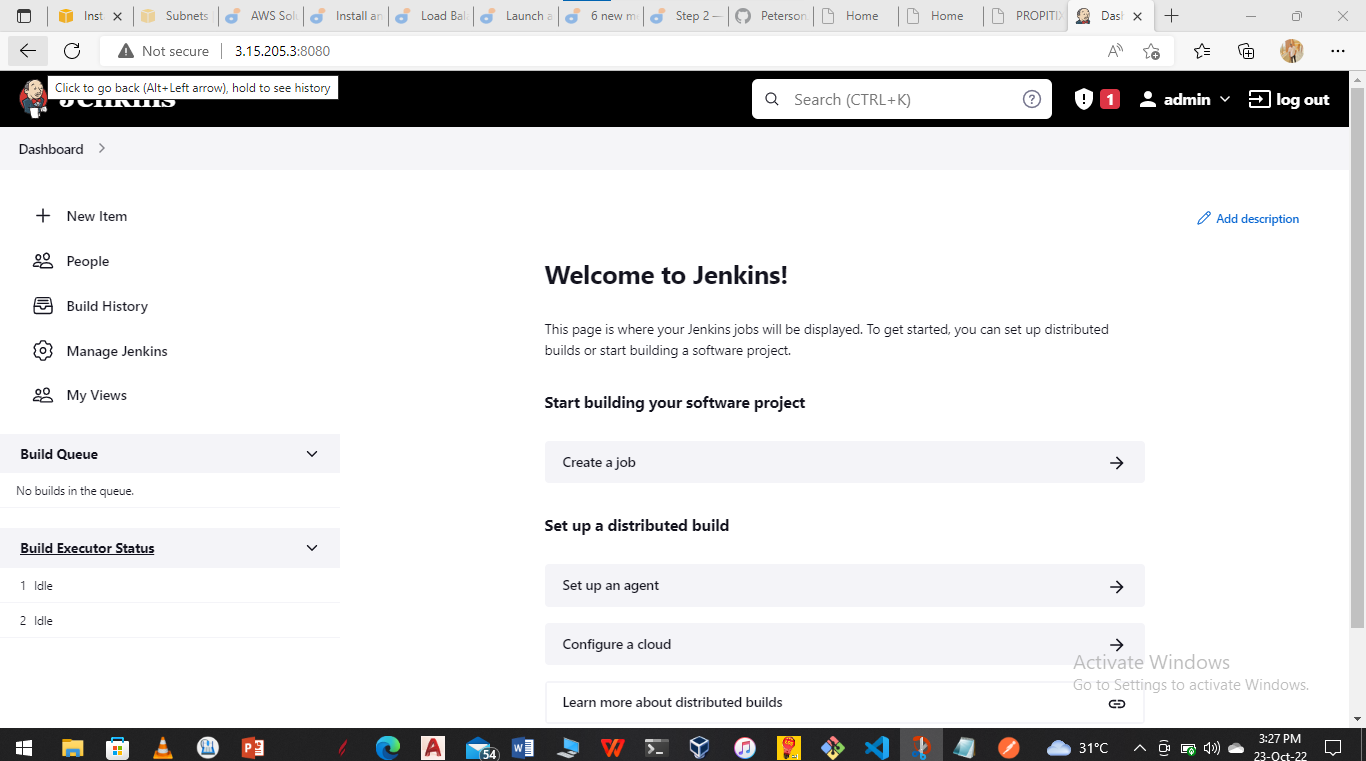 Inst
Subnets
AWS Solu
Install an
Load Bal
Launch a
6 new m
Step 2 —
Peterson
Home
Home
PROPITIX
Das
Not secure
3.15.205.3:8080
Click to go back (Alt+Left arrow), hold to see history
Jenkins
Search (CTRL+K)
1
admin
log out
Dashboard
New Item
People
Build History
Manage Jenkins
My Views
Build Queue
No builds in the queue.
Build Executor Status
1 Idle
2 Idle
Add description
Welcome to Jenkins!
This page is where your Jenkins jobs will be displayed. To get started, you can set up distributed
builds or start building a software project.
Start building your software project
Create a job
Set up a distributed build
Set up an agent
Configure a cloud
Learn more about distributed builds
Activate Windows
Go to Settings to activate Windows.
54
31°C
3:27 PM
23-Oct-22